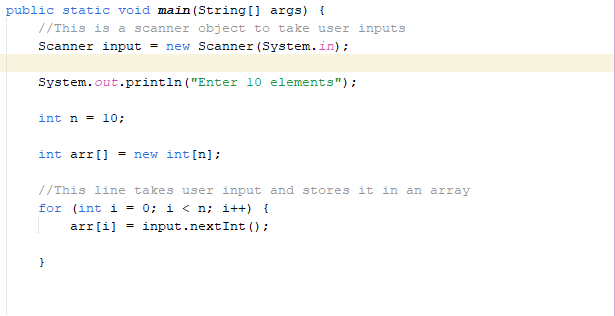 public static void main(String[] args) {
//This is a scanner object to take user inputs
Scanner input = new Scanner(System.in);
System.out.println("Enter 10 elements");
int n = 10;
int arr[] = new int[n];
//This line takes user input and stores it in an array
for (int i = 0; i < n; i++) {
arr[i] = input.nextInt();
}